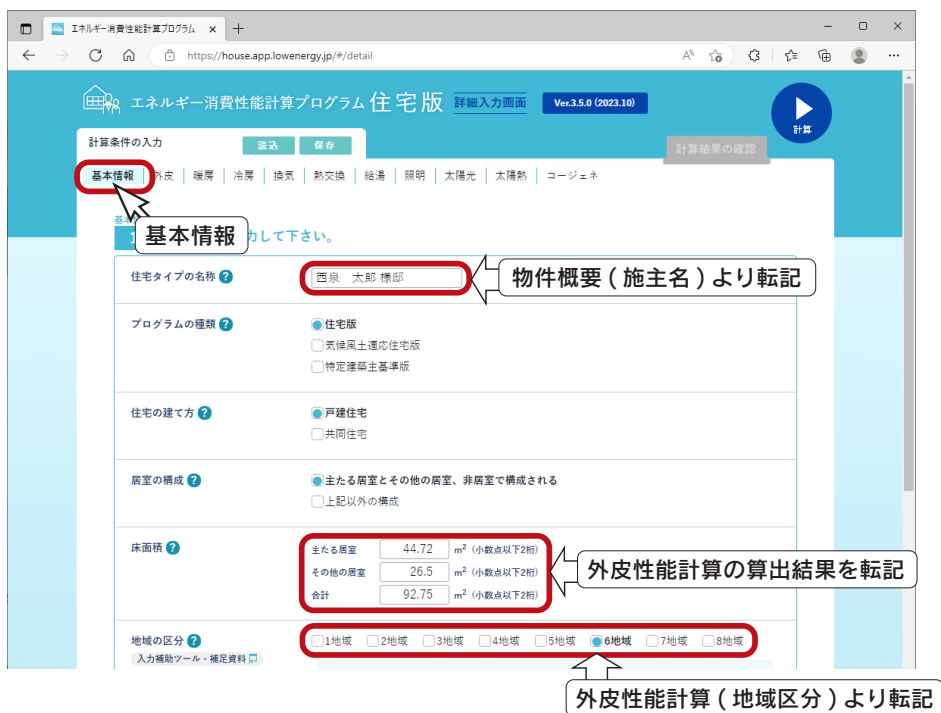 エネルギー消費性能計算プログラム
https://house.app.lowenergy.jp/#/detail
エネルギー消費性能計算プログラム 住宅版 詳細入力画面 Ver.3.5.0 (2023.10)
計算
計算条件の入力 読込 保存 計算結果の確認
基本情報 外皮 暖房 冷房 換気 熱交換 給湯 照明 太陽光 太陽熱 コージェネ
基本情報
力して下さい。
住宅タイプの名称 ? 西泉 太郎 様邸 物件概要 ( 施主名 ) より転記
プログラムの種類 ? 住宅版
気候風土適応住宅版
特定建築主基準版
住宅の建て方 ? 戸建住宅
共同住宅
居室の構成 ? 主たる居室とその他の居室、非居室で構成される
上記以外の構成
床面積 ? 主たる居室 44.72 m² (小数点以下2桁)
その他の居室 26.5 m² (小数点以下2桁)
合計 92.75 m² (小数点以下2桁)
外皮性能計算の算出結果を転記
地域の区分 ? 1地域 2地域 3地域 4地域 5地域 6地域 7地域 8地域
入力補助ツール・補足資料
外皮性能計算 ( 地域区分 ) より転記